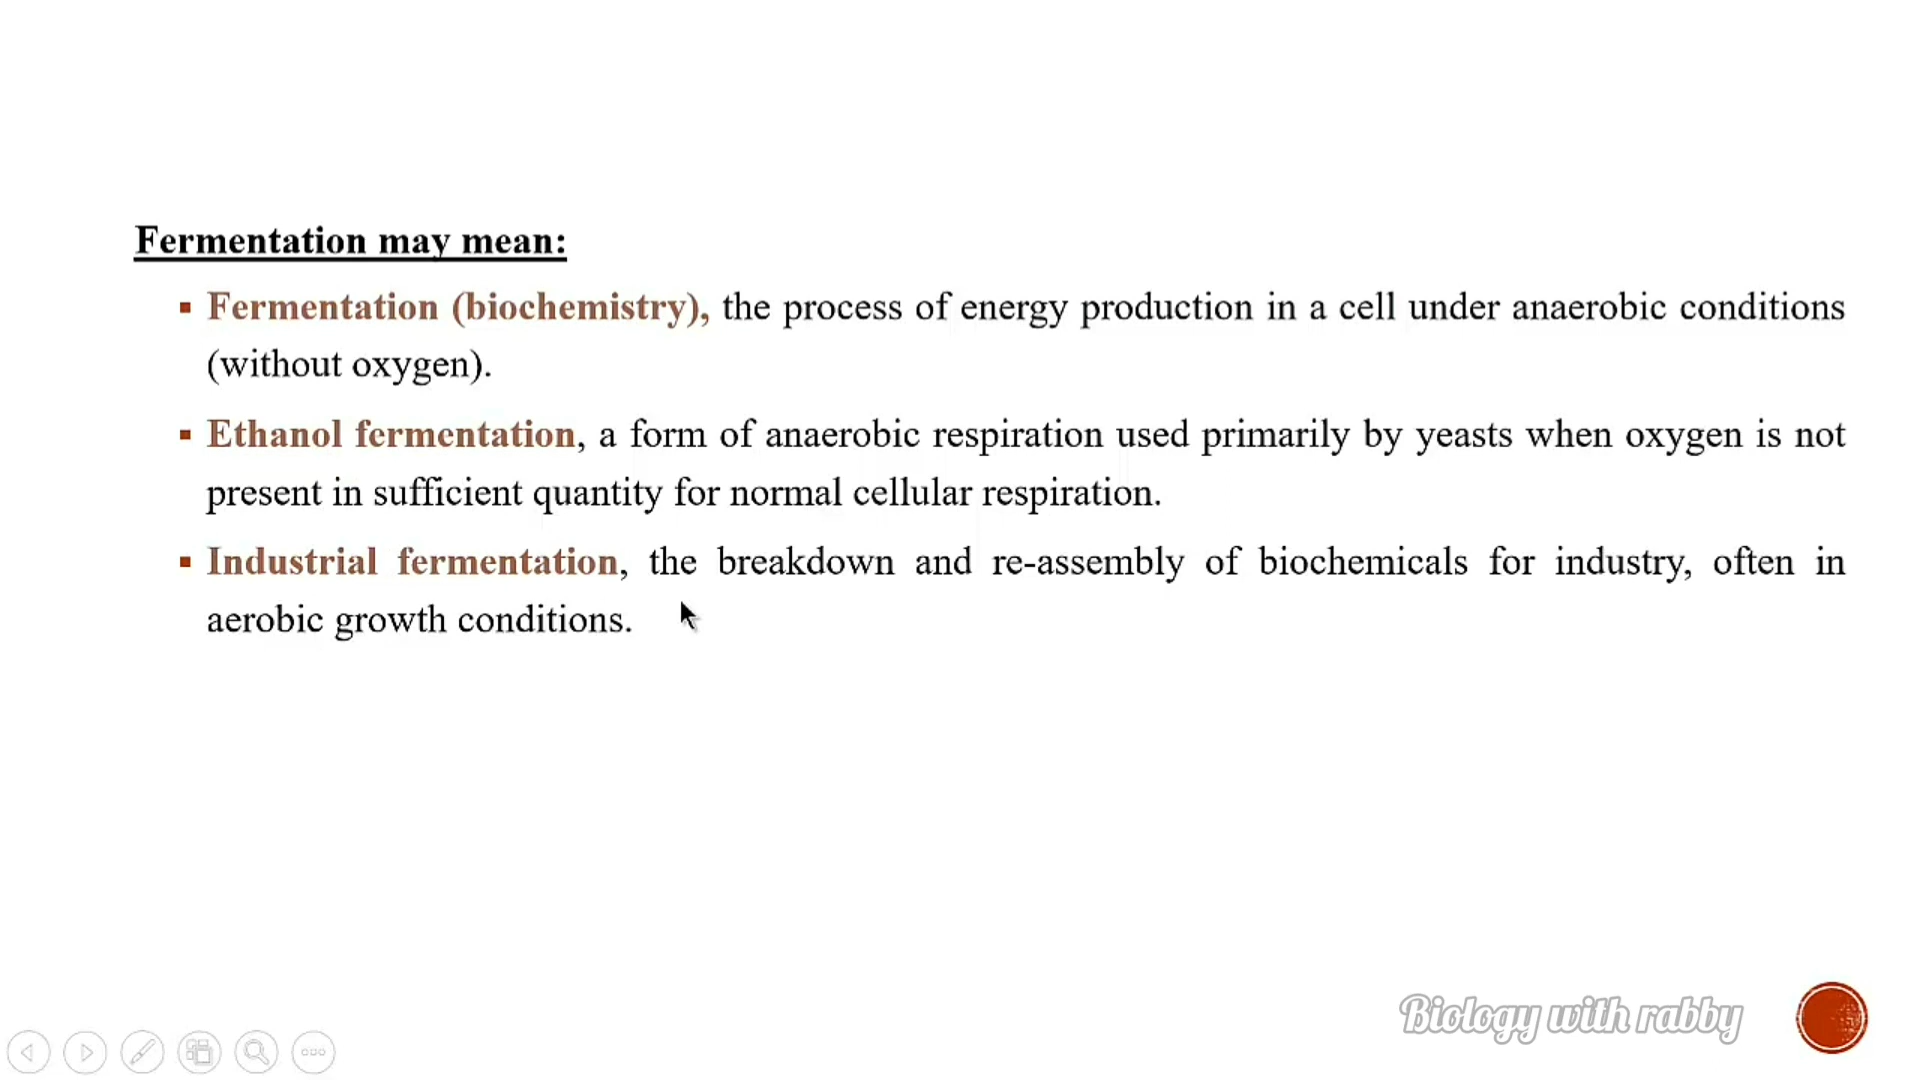 Fermentation may mean:
▪ Fermentation (biochemistry), the process of energy production in a cell under anaerobic conditions
(without oxygen).
▪ Ethanol fermentation, a form of anaerobic respiration used primarily by yeasts when oxygen is not
present in sufficient quantity for normal cellular respiration.
▪ Industrial fermentation, the breakdown and re-assembly of biochemicals for industry, often in
aerobic growth conditions.
Biology with rabby